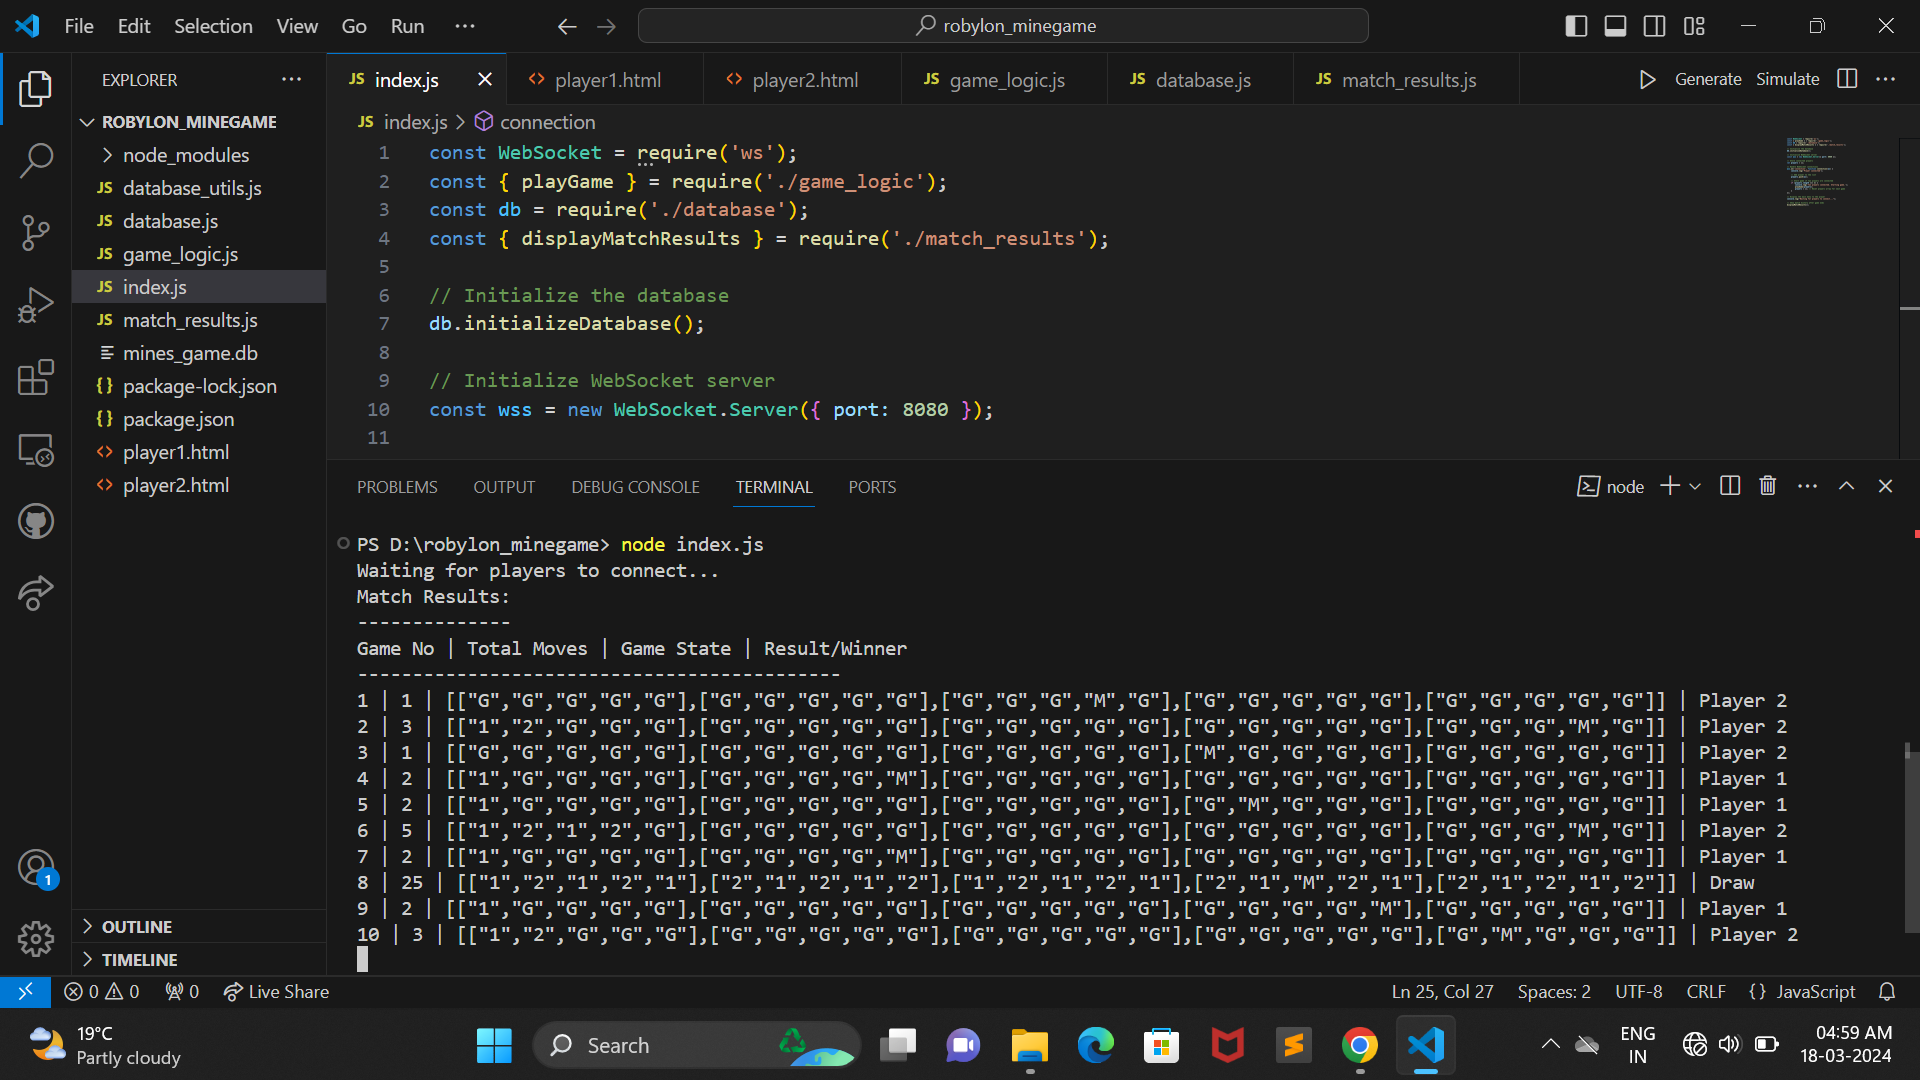 File Edit Selection View Go Run ···
robylon_minegame
EXPLORER
ROBYLON_MINEGAME
node_modules
JS database_utils.js
JS database.js
JS game_logic.js
JS index.js
JS match_results.js
mines_game.db
{} package-lock.json
{} package.json
<> player1.html
<> player2.html
OUTLINE
TIMELINE
JS index.js
<> player1.html
<> player2.html
JS game_logic.js
JS database.js
JS match_results.js
Generate Simulate
JS index.js > connection
1 const WebSocket = require('ws');
2 const { playGame } = require('./game_logic');
3 const db = require('./database');
4 const { displayMatchResults } = require('./match_results');
5
6 // Initialize the database
7 db.initializeDatabase();
8
9 // Initialize WebSocket server
10 const wss = new WebSocket.Server({ port: 8080 });
11
PROBLEMS OUTPUT DEBUG CONSOLE TERMINAL PORTS
node
PS D:\robylon_minegame> node index.js
Waiting for players to connect...
Match Results:
--------------
Game No | Total Moves | Game State | Result/Winner
--------------------------------------------
1 | 1 | [["G","G","G","G","G"],["G","G","G","G","G"],["G","G","G","M","G"],["G","G","G","G","G"],["G","G","G","G","G"]] | Player 2
2 | 3 | [["1","2","G","G","G"],["G","G","G","G","G"],["G","G","G","G","G"],["G","G","G","G","G"],["G","G","G","M","G"]] | Player 2
3 | 1 | [["G","G","G","G","G"],["G","G","G","G","G"],["G","G","G","G","G"],["M","G","G","G","G"],["G","G","G","G","G"]] | Player 2
4 | 2 | [["1","G","G","G","G"],["G","G","G","G","M"],["G","G","G","G","G"],["G","G","G","G","G"],["G","G","G","G","G"]] | Player 1
5 | 2 | [["1","G","G","G","G"],["G","G","G","G","G"],["G","G","G","G","G"],["G","M","G","G","G"],["G","G","G","G","G"]] | Player 1
6 | 5 | [["1","2","1","2","G"],["G","G","G","G","G"],["G","G","G","G","G"],["G","G","G","G","G"],["G","G","G","M","G"]] | Player 2
7 | 2 | [["1","G","G","G","G"],["G","G","G","G","M"],["G","G","G","G","G"],["G","G","G","G","G"],["G","G","G","G","G"]] | Player 1
8 | 25 | [["1","2","1","2","1"],["2","1","2","1","2"],["1","2","1","2","1"],["2","1","M","2","1"],["2","1","2","1","2"]] | Draw
9 | 2 | [["1","G","G","G","G"],["G","G","G","G","G"],["G","G","G","G","G"],["G","G","G","G","M"],["G","G","G","G","G"]] | Player 1
10 | 3 | [["1","2","G","G","G"],["G","G","G","G","G"],["G","G","G","G","G"],["G","G","G","G","G"],["G","M","G","G","G"]] | Player 2
1
0 0 0 Live Share
Ln 25, Col 27 Spaces: 2 UTF-8 CRLF {} JavaScript
19°C
Partly cloudy
Search
ENG
IN
04:59 AM
18-03-2024